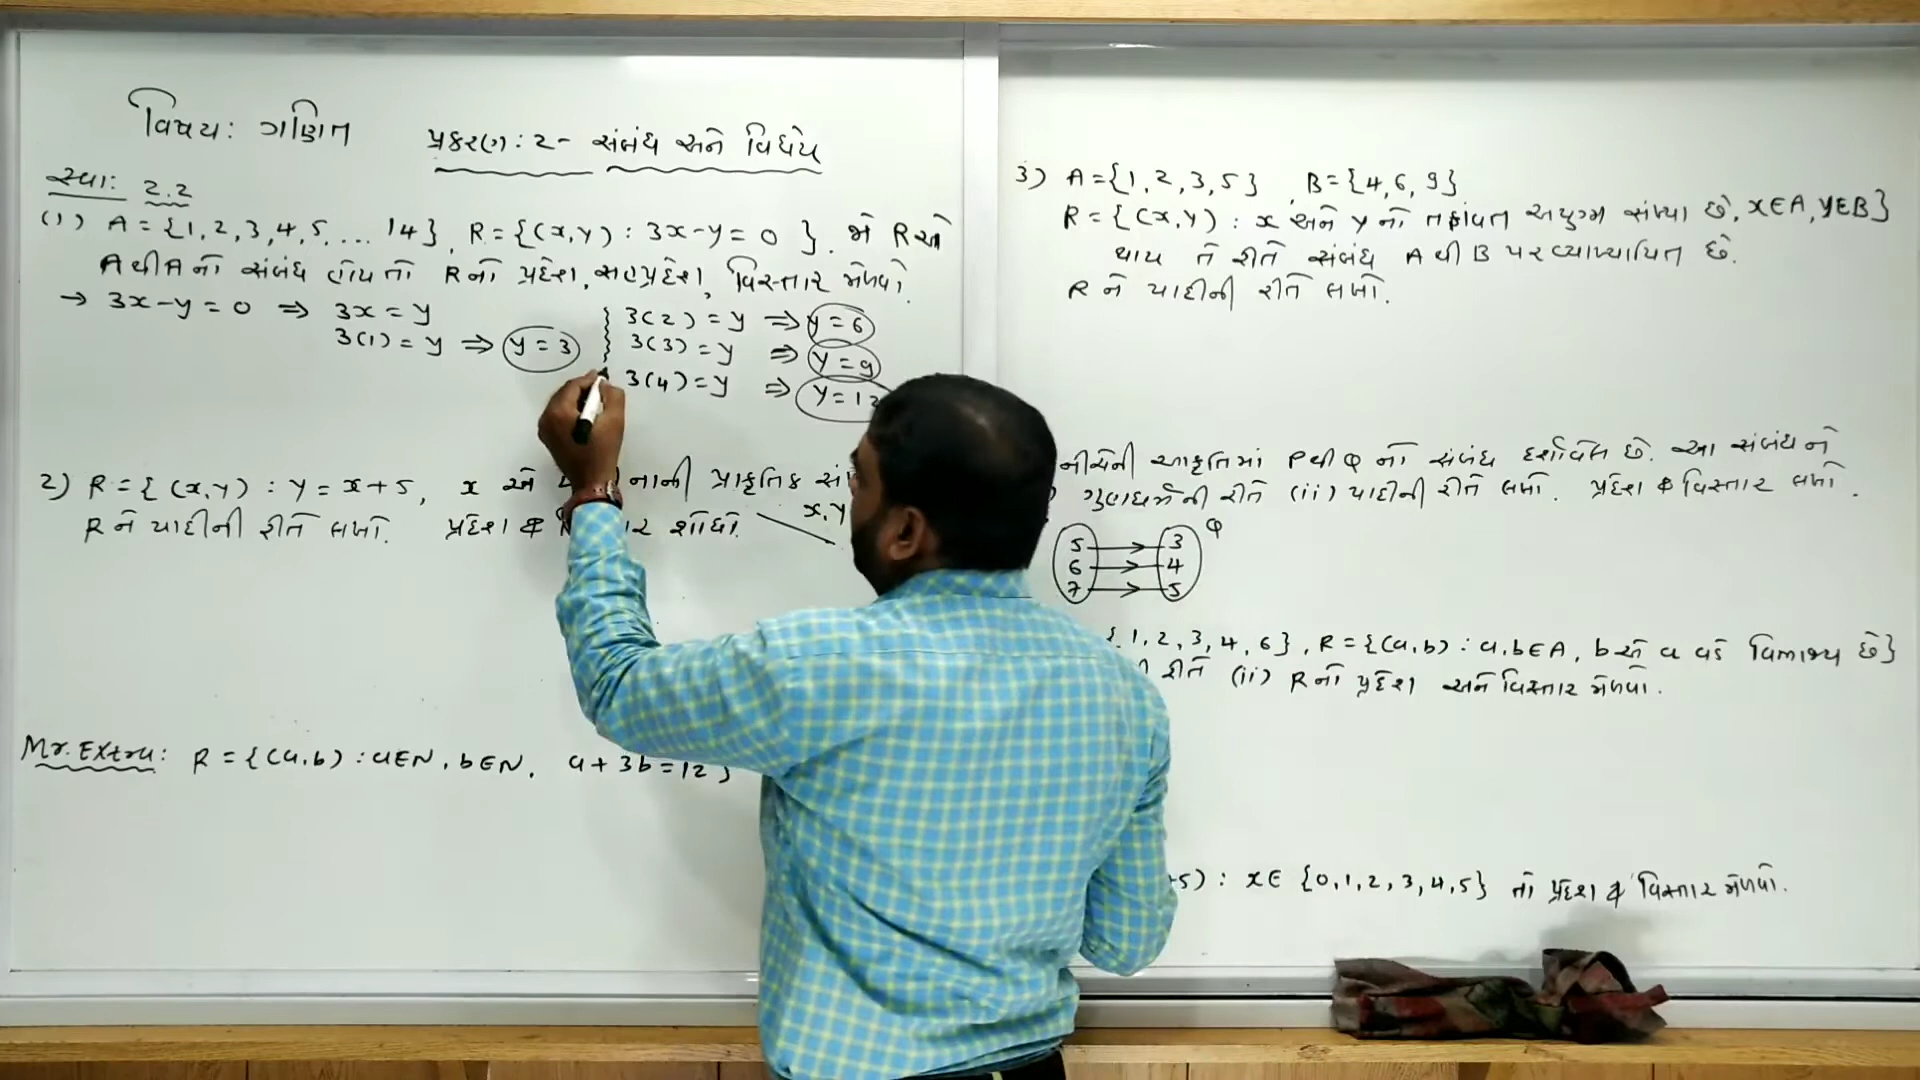 વિષય: ગણિત
પ્રકરણ: 2- સંબંધ અને વિધેય
સ્વા: 2.2
(1) A = {1, 2, 3, 4, 5, ... 14}, R = {(x, y) : 3x - y = 0 }. જો R એ
A થી A નો સંબંધ હોય તો R નો પ્રદેશ, સહપ્રદેશ, વિસ્તાર મેળવો.
→ 3x - y = 0 ⇒ 3x = y
3(1) = y ⇒ y = 3
3(2) = y ⇒ y = 6
3(3) = y ⇒ y = 9
3(4) = y ⇒ y = 12
2) R = { (x, y) : y = x + 5, x એ નાની પ્રાકૃતિક
x, y
R ને યાદીની રીતે લખો. પ્રદેશ & શોધો.
Mr. Extra: R = {(a, b) : a∈N, b∈N, a + 3b = 12 }
3) A = {1, 2, 3, 5}, B = {4, 6, 9}
R = {(x, y) : x અને y નો તફાવત અયુગ્મ સંખ્યા છે, x∈A, y∈B}
થાય તે રીતે સંબંધ A થી B પર વ્યાખ્યાયિત છે.
R ને યાદીની રીતે લખો.
નીચેની આકૃતિમાં P થી Q નો સંબંધ દર્શાવેલ છે. આ સંબંધ ને
ગુણધર્મની રીતે (ii) યાદીની રીતે લખો. પ્રદેશ & વિસ્તાર લખો.
Q
5 → 3
6 → 4
7 → 5
1, 2, 3, 4, 6}, R = {(a, b) : a, b∈A, b એ a વડે વિભાજ્ય છે}
રીતે (ii) R નો પ્રદેશ અને વિસ્તાર મેળવો.
+5) : x∈ {0, 1, 2, 3, 4, 5} તો પ્રદેશ & વિસ્તાર મેળવો.